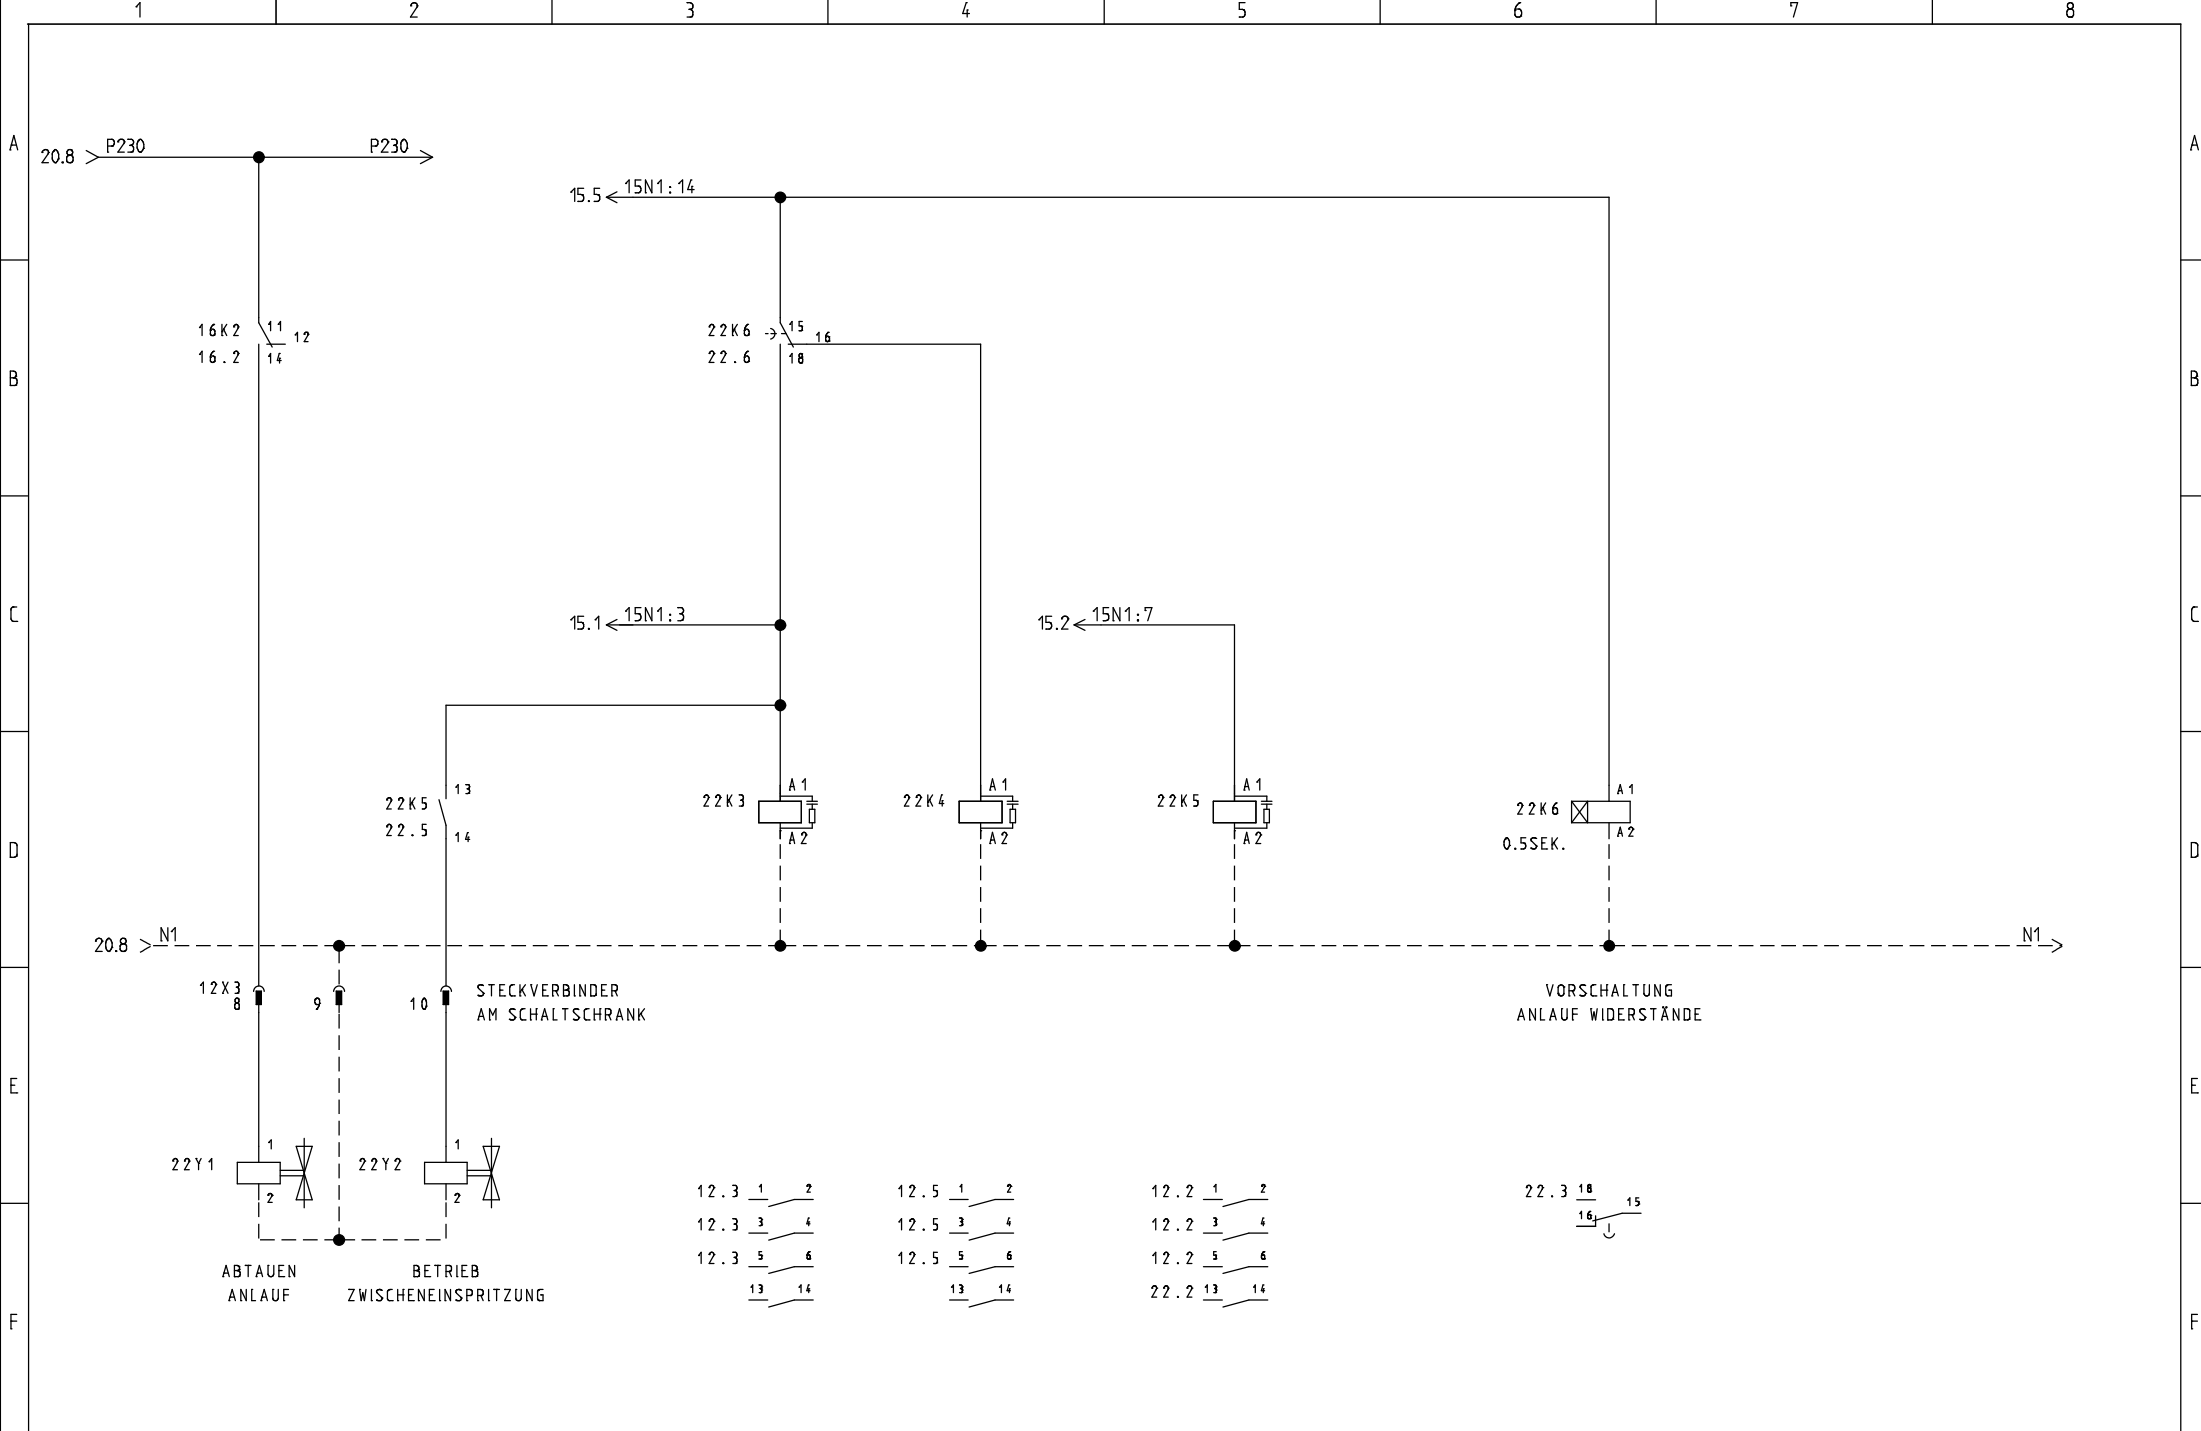 1 2 3 4 5 6 7 8
A A
20.8 P230 P230
15.5 15N1:14
16K2 11 12
16.2 14
22K6 15 16
22.6 18
B B
C C
15.1 15N1:3
15.2 15N1:7
22K5 13
22.5 14
22K3 A1
A2
22K4 A1
A2
22K5 A1
A2
22K6 A1
A2
0.5SEK.
D D
20.8 N1 N1
12X3
8 9 10
STECKVERBINDER
AM SCHALTSCHRANK
VORSCHALTUNG
ANLAUF WIDERSTÄNDE
E E
22Y1 1
2
22Y2 1
2
12.3 1 2
12.3 3 4
12.3 5 6
13 14
12.5 1 2
12.5 3 4
12.5 5 6
13 14
12.2 1 2
12.2 3 4
12.2 5 6
22.2 13 14
22.3 18
15
16
ABTAUEN
ANLAUF
BETRIEB
ZWISCHENEINSPRITZUNG
F F